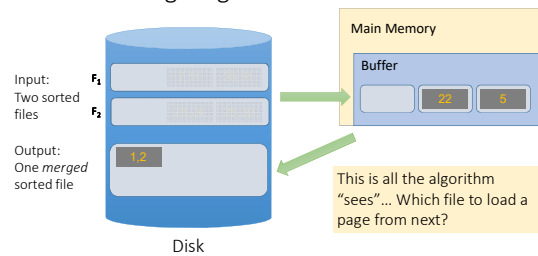 Main Memory
Buffer
22
5
Input:
Two sorted
files
F1
F2
Output:
One merged
sorted file
1,2
This is all the algorithm
“sees”... Which file to load a
page from next?
Disk